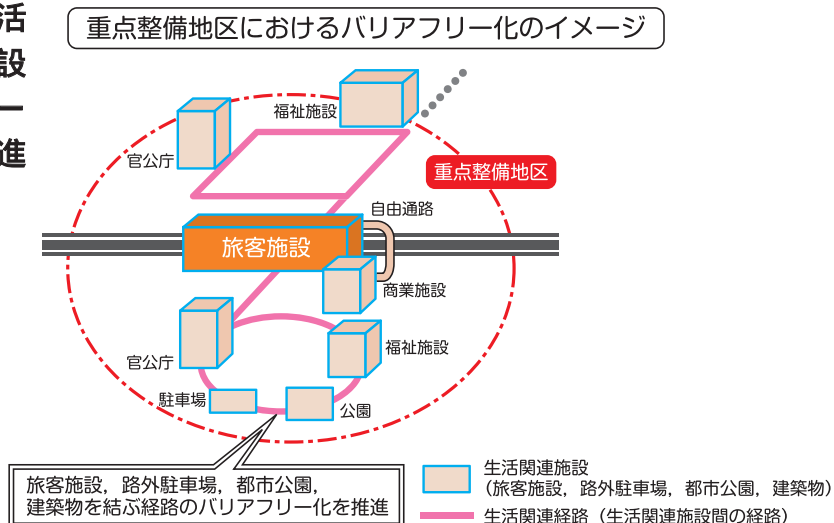 活
設
ー
進
重点整備地区におけるバリアフリー化のイメージ
福祉施設
官公庁
重点整備地区
自由通路
旅客施設
商業施設
官公庁
福祉施設
駐車場
公園
旅客施設，路外駐車場，都市公園，
建築物を結ぶ経路のバリアフリー化を推進
生活関連施設
（旅客施設，路外駐車場，都市公園，建築物）
生活関連経路（生活関連施設間の経路）